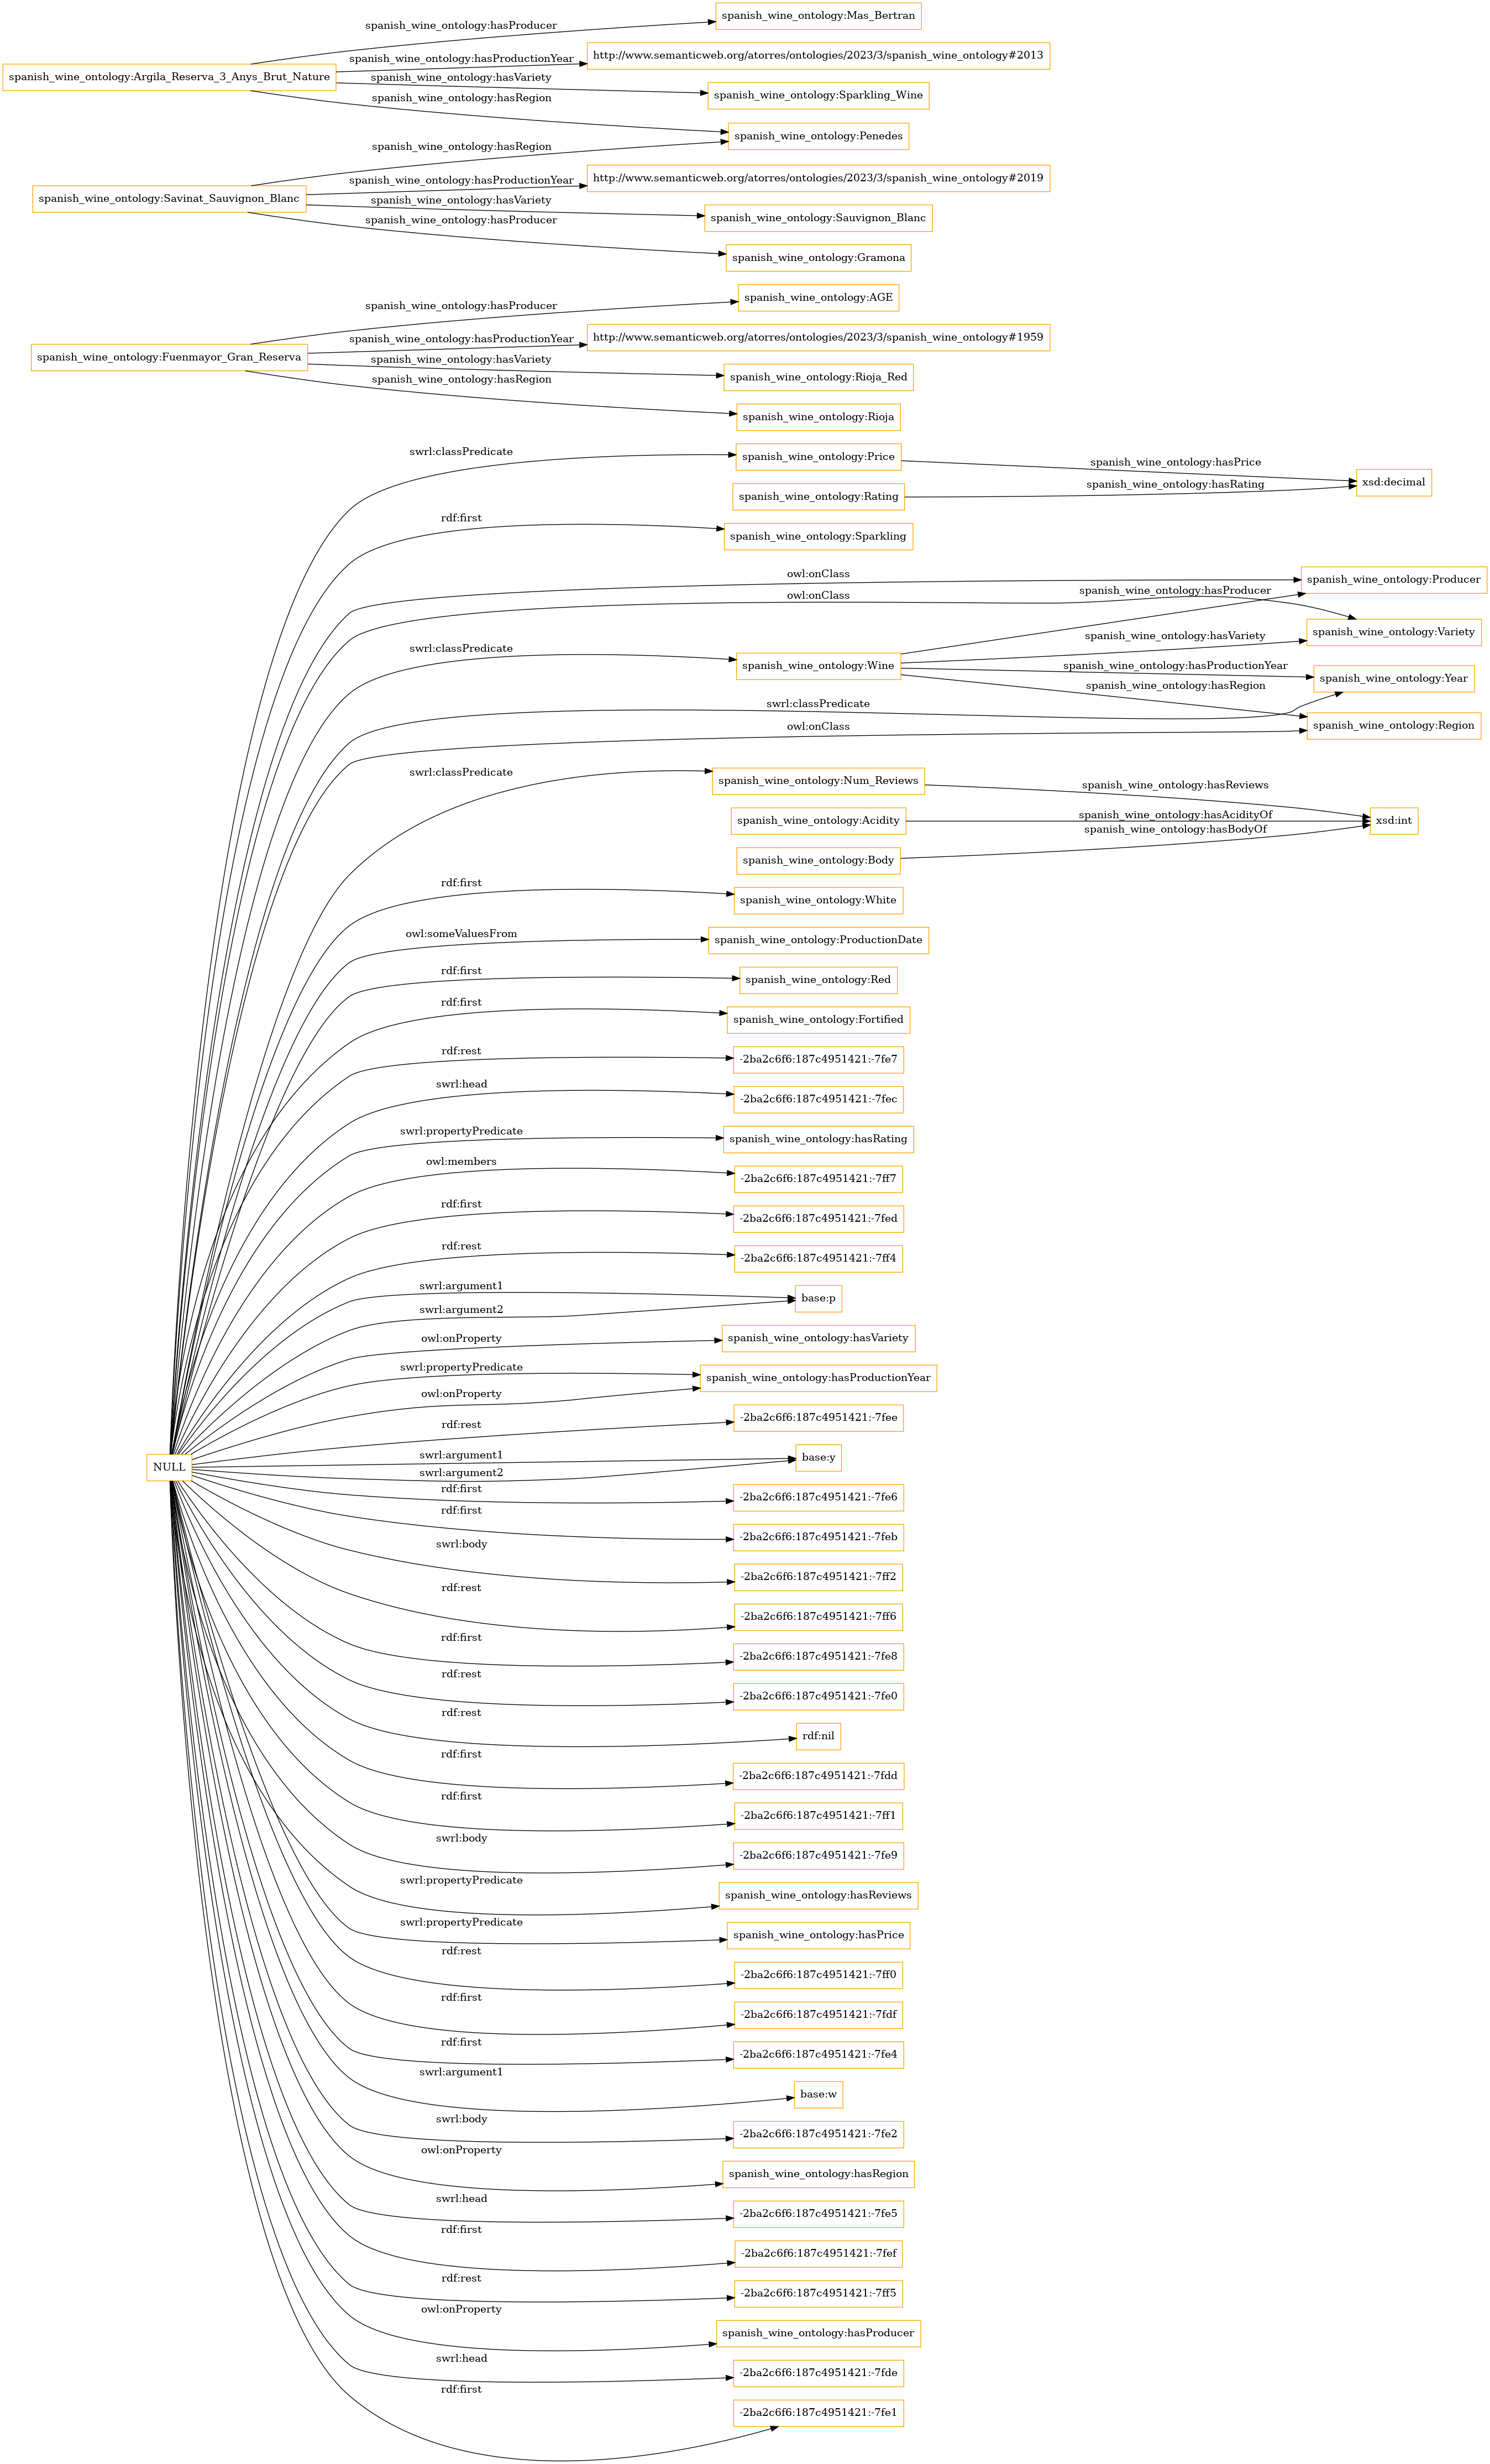 spanish_wine_ontology:hasProducer
spanish_wine_ontology:Mas_Bertran
spanish_wine_ontology:Argila_Reserva_3_Anys_Brut_Nature
spanish_wine_ontology:hasProductionYear
http://www.semanticweb.org/atorres/ontologies/2023/3/spanish_wine_ontology#2013
spanish_wine_ontology:hasVariety
spanish_wine_ontology:Sparkling_Wine
spanish_wine_ontology:hasRegion
spanish_wine_ontology:Penedes
spanish_wine_ontology:hasRegion
spanish_wine_ontology:Savinat_Sauvignon_Blanc
spanish_wine_ontology:hasProductionYear
http://www.semanticweb.org/atorres/ontologies/2023/3/spanish_wine_ontology#2019
spanish_wine_ontology:hasVariety
spanish_wine_ontology:Sauvignon_Blanc
spanish_wine_ontology:hasProducer
spanish_wine_ontology:Gramona
spanish_wine_ontology:hasProducer
spanish_wine_ontology:AGE
spanish_wine_ontology:Fuenmayor_Gran_Reserva
spanish_wine_ontology:hasProductionYear
http://www.semanticweb.org/atorres/ontologies/2023/3/spanish_wine_ontology#1959
spanish_wine_ontology:hasVariety
spanish_wine_ontology:Rioja_Red
spanish_wine_ontology:hasRegion
spanish_wine_ontology:Rioja
swrl:classPredicate
spanish_wine_ontology:Price
spanish_wine_ontology:hasPrice
xsd:decimal
spanish_wine_ontology:Rating
spanish_wine_ontology:hasRating
rdf:first
spanish_wine_ontology:Sparkling
owl:onClass
spanish_wine_ontology:Producer
owl:onClass
spanish_wine_ontology:hasProducer
spanish_wine_ontology:Variety
swrl:classPredicate
spanish_wine_ontology:Wine
spanish_wine_ontology:hasVariety
spanish_wine_ontology:hasProductionYear
spanish_wine_ontology:Year
spanish_wine_ontology:hasRegion
swrl:classPredicate
owl:onClass
spanish_wine_ontology:Region
swrl:classPredicate
spanish_wine_ontology:Num_Reviews
spanish_wine_ontology:hasReviews
spanish_wine_ontology:Acidity
spanish_wine_ontology:hasAcidityOf
xsd:int
spanish_wine_ontology:Body
spanish_wine_ontology:hasBodyOf
rdf:first
spanish_wine_ontology:White
owl:someValuesFrom
spanish_wine_ontology:ProductionDate
rdf:first
spanish_wine_ontology:Red
rdf:first
spanish_wine_ontology:Fortified
rdf:rest
-2ba2c6f6:187c4951421:-7fe7
swrl:head
-2ba2c6f6:187c4951421:-7fec
swrl:propertyPredicate
spanish_wine_ontology:hasRating
owl:members
-2ba2c6f6:187c4951421:-7ff7
rdf:first
-2ba2c6f6:187c4951421:-7fed
rdf:rest
-2ba2c6f6:187c4951421:-7ff4
swrl:argument1
base:p
swrl:argument2
owl:onProperty
spanish_wine_ontology:hasVariety
swrl:propertyPredicate
spanish_wine_ontology:hasProductionYear
owl:onProperty
rdf:rest
-2ba2c6f6:187c4951421:-7fee
NULL
swrl:argument1
base:y
swrl:argument2
rdf:first
-2ba2c6f6:187c4951421:-7fe6
rdf:first
-2ba2c6f6:187c4951421:-7feb
swrl:body
-2ba2c6f6:187c4951421:-7ff2
rdf:rest
-2ba2c6f6:187c4951421:-7ff6
rdf:first
-2ba2c6f6:187c4951421:-7fe8
rdf:rest
-2ba2c6f6:187c4951421:-7fe0
rdf:rest
rdf:nil
rdf:first
-2ba2c6f6:187c4951421:-7fdd
rdf:first
-2ba2c6f6:187c4951421:-7ff1
swrl:body
-2ba2c6f6:187c4951421:-7fe9
swrl:propertyPredicate
spanish_wine_ontology:hasReviews
swrl:propertyPredicate
spanish_wine_ontology:hasPrice
rdf:rest
-2ba2c6f6:187c4951421:-7ff0
rdf:first
-2ba2c6f6:187c4951421:-7fdf
rdf:first
-2ba2c6f6:187c4951421:-7fe4
swrl:argument1
base:w
swrl:body
-2ba2c6f6:187c4951421:-7fe2
owl:onProperty
spanish_wine_ontology:hasRegion
swrl:head
-2ba2c6f6:187c4951421:-7fe5
rdf:first
-2ba2c6f6:187c4951421:-7fef
rdf:rest
-2ba2c6f6:187c4951421:-7ff5
owl:onProperty
spanish_wine_ontology:hasProducer
swrl:head
-2ba2c6f6:187c4951421:-7fde
rdf:first
-2ba2c6f6:187c4951421:-7fe1